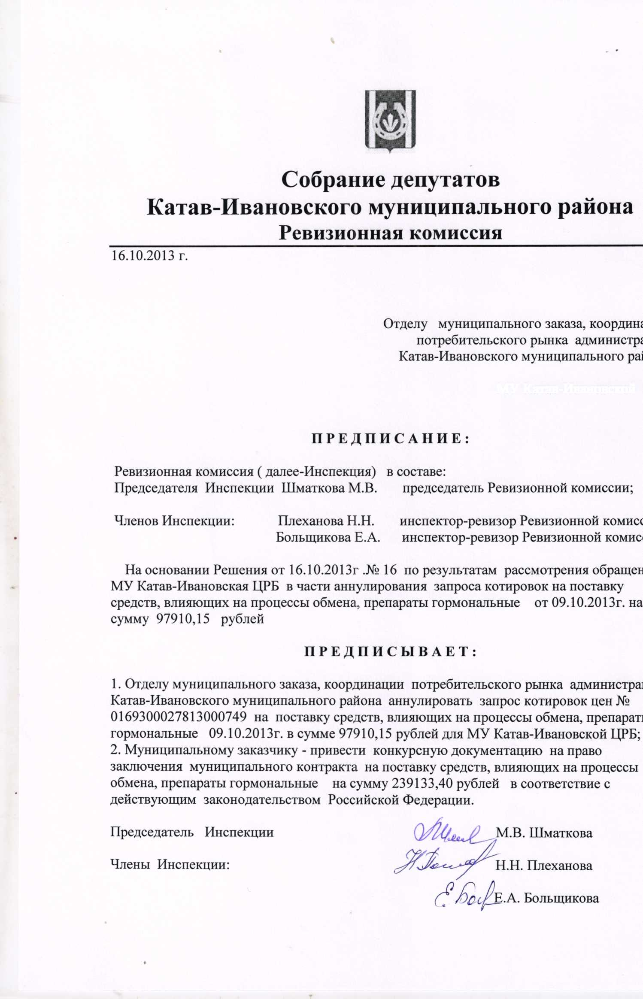 Собрание депутатов
Катав-Ивановского муниципального района
Ревизионная комиссия
16.10.2013 г.
Отделу муниципального заказа,
потребительского рынка
Катав-Ивановского муниципального
МУ Катав-Ивановской
П Р Е Д П И С А Н И Е :
Ревизионная комиссия ( далее-Инспекция) в составе:
Председателя Инспекции Шматкова М.В. председатель Ревизионной комиссии;
Членов Инспекции: Плеханова Н.Н. инспектор-ревизор Ревизионной
Больщикова Е.А. инспектор-ревизор Ревизионной
На основании Решения от 16.10.2013г .№ 16 по результатам рассмотрения
МУ Катав-Ивановская ЦРБ в части аннулирования запроса котировок на поставку
средств, влияющих на процессы обмена, препараты гормональные от 09.10.2013г. на
сумму 97910,15 рублей
П Р Е Д П И С Ы В А Е Т :
1. Отделу муниципального заказа, координации потребительского рынка
Катав-Ивановского муниципального района аннулировать запрос котировок цен №
0169300027813000749 на поставку средств, влияющих на процессы обмена,
гормональные 09.10.2013г. в сумме 97910,15 рублей для МУ Катав-Ивановской ЦРБ;
2. Муниципальному заказчику - привести конкурсную документацию на право
заключения муниципального контракта на поставку средств, влияющих на процессы
обмена, препараты гормональные на сумму 239133,40 рублей в соответствие с
действующим законодательством Российской Федерации.
Председатель Инспекции М.В. Шматкова
Члены Инспекции: Н.Н. Плеханова
Е.А. Больщикова